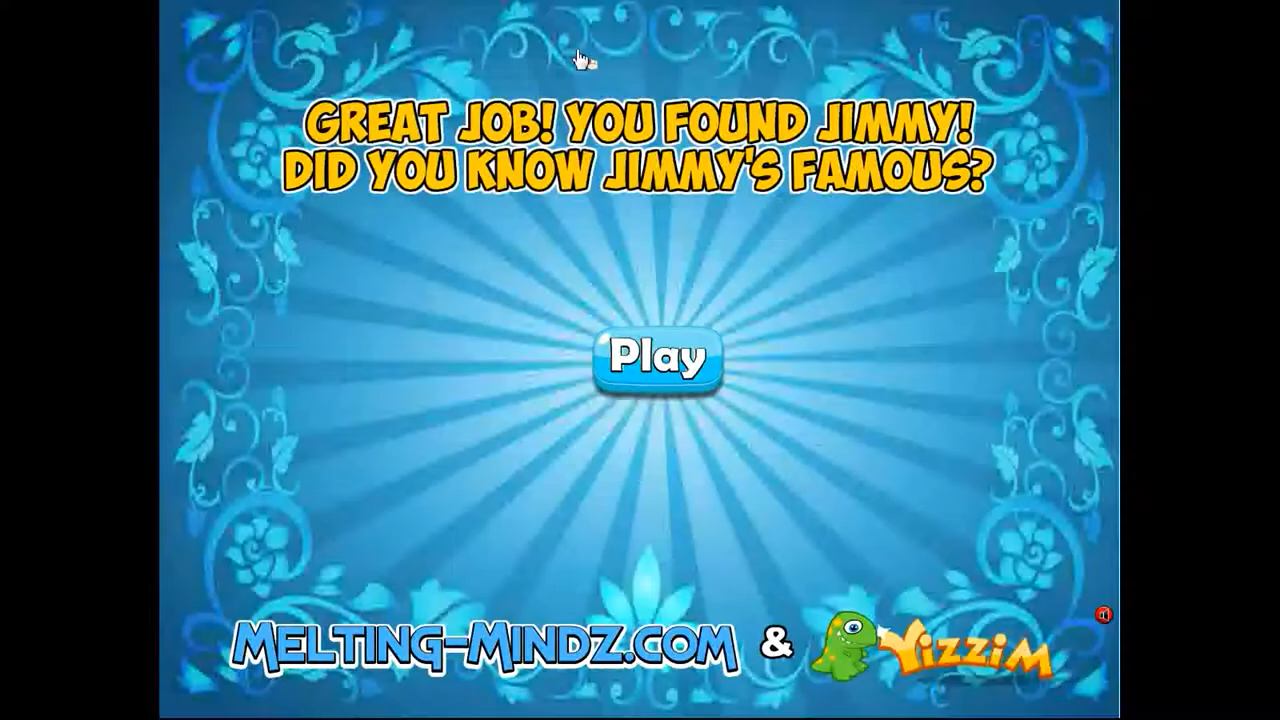 GREAT JOB! YOU FOUND JIMMY!
DID YOU KNOW JIMMY'S FAMOUS?
Play
MELTING-MINDZ.COM & YIZZIM